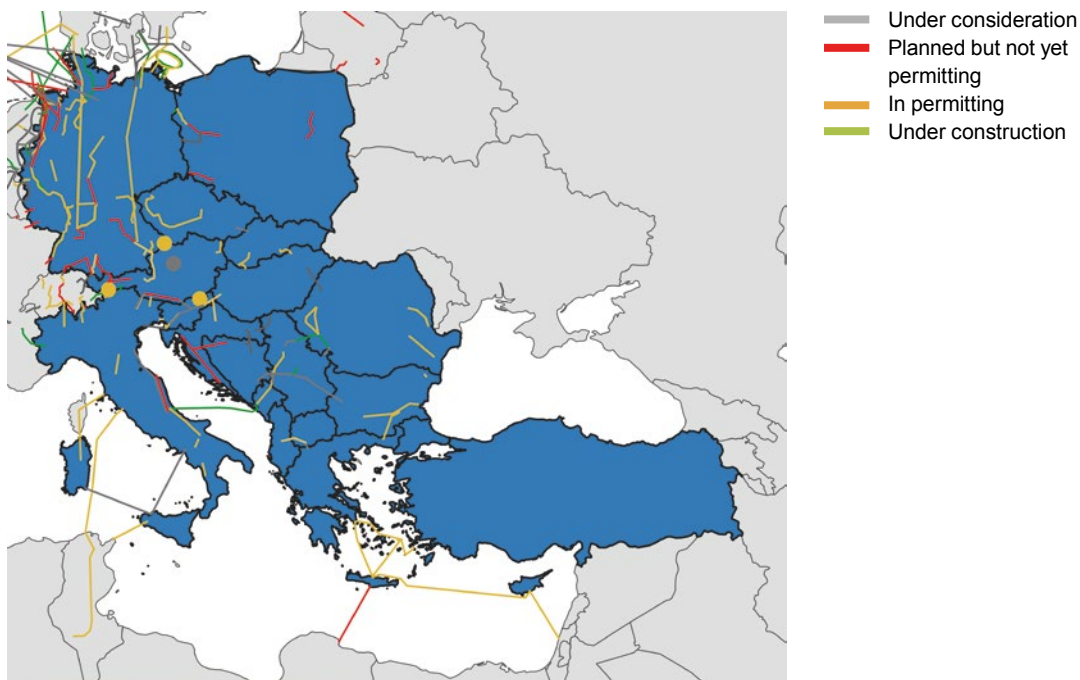 Under consideration
Planned but not yet
permitting
In permitting
Under construction